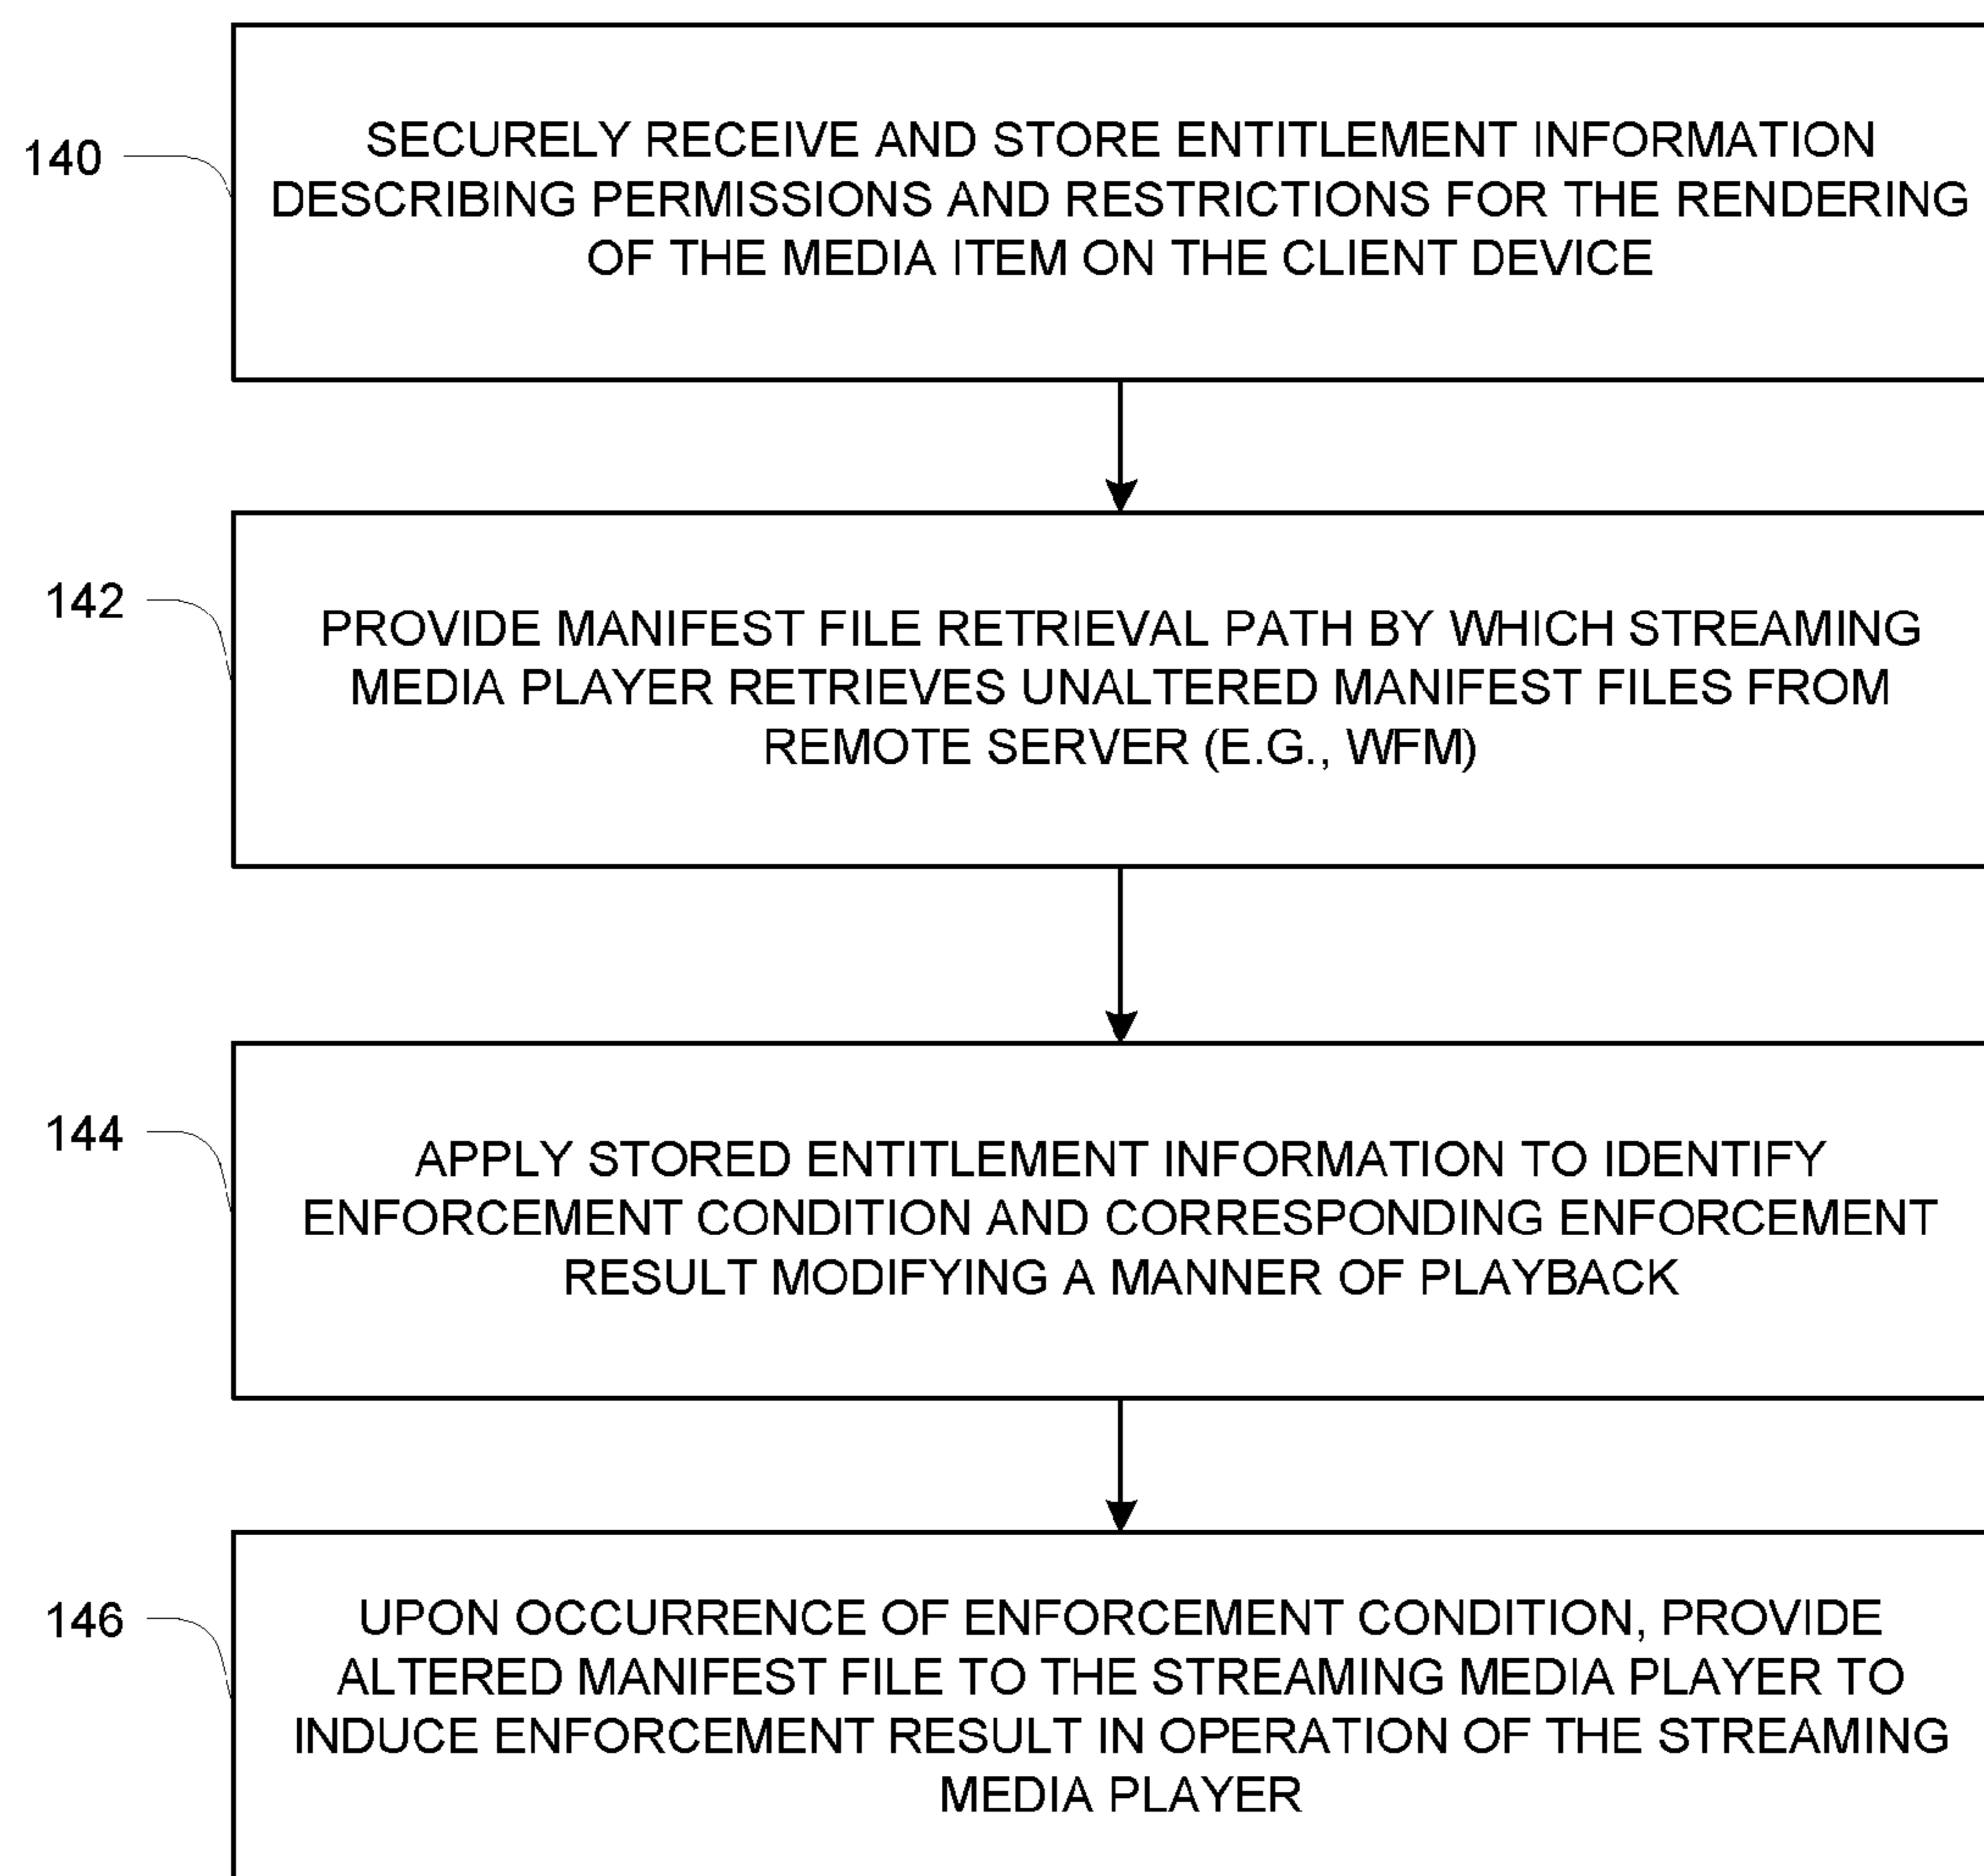 140
SECURELY RECEIVE AND STORE ENTITLEMENT INFORMATION
DESCRIBING PERMISSIONS AND RESTRICTIONS FOR THE RENDERING
OF THE MEDIA ITEM ON THE CLIENT DEVICE
142
PROVIDE MANIFEST FILE RETRIEVAL PATH BY WHICH STREAMING
MEDIA PLAYER RETRIEVES UNALTERED MANIFEST FILES FROM
REMOTE SERVER (E.G., WFM)
144
APPLY STORED ENTITLEMENT INFORMATION TO IDENTIFY
ENFORCEMENT CONDITION AND CORRESPONDING ENFORCEMENT
RESULT MODIFYING A MANNER OF PLAYBACK
146
UPON OCCURRENCE OF ENFORCEMENT CONDITION, PROVIDE
ALTERED MANIFEST FILE TO THE STREAMING MEDIA PLAYER TO
INDUCE ENFORCEMENT RESULT IN OPERATION OF THE STREAMING
MEDIA PLAYER